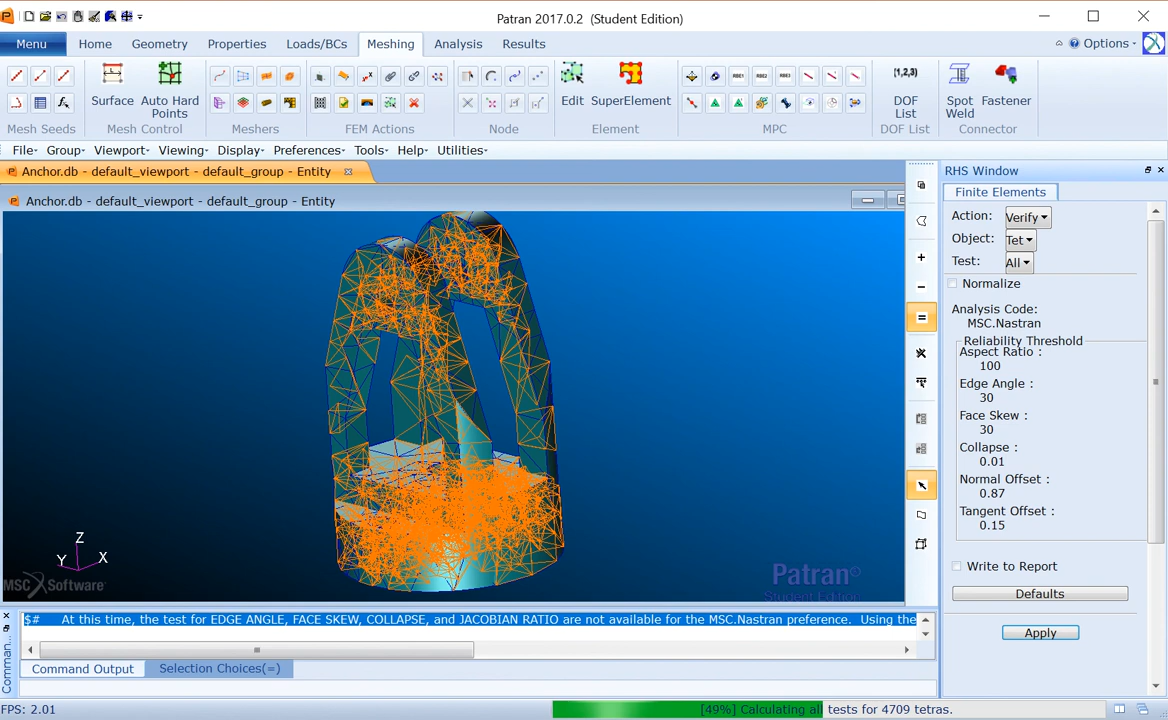 Patran 2017.0.2 (Student Edition)
Menu Home Geometry Properties Loads/BCs Meshing Analysis Results Options
Surface Auto Hard Points Edit SuperElement RBE1 RBE2 RBE3 (1,2,3) DOF List Spot Weld Fastener
Mesh Seeds Mesh Control Meshers FEM Actions Node Element MPC DOF List Connector
File Group Viewport Viewing Display Preferences Tools Help Utilities
Anchor.db - default_viewport - default_group - Entity
Anchor.db - default_viewport - default_group - Entity
RHS Window
Finite Elements
Action: Verify
Object: Tet
Test: All
Normalize
Analysis Code:
MSC.Nastran
Reliability Threshold
Aspect Ratio :
100
Edge Angle :
30
Face Skew :
30
Collapse :
0.01
Normal Offset :
0.87
Tangent Offset :
0.15
Write to Report
Defaults
Apply
Z
Y X
MSC Software
Patran
Student Edition
Comman...
$# At this time, the test for EDGE ANGLE, FACE SKEW, COLLAPSE, and JACOBIAN RATIO are not available for the MSC.Nastran preference. Using the
Command Output Selection Choices(=)
FPS: 2.01 [49%] Calculating all tests for 4709 tetras.